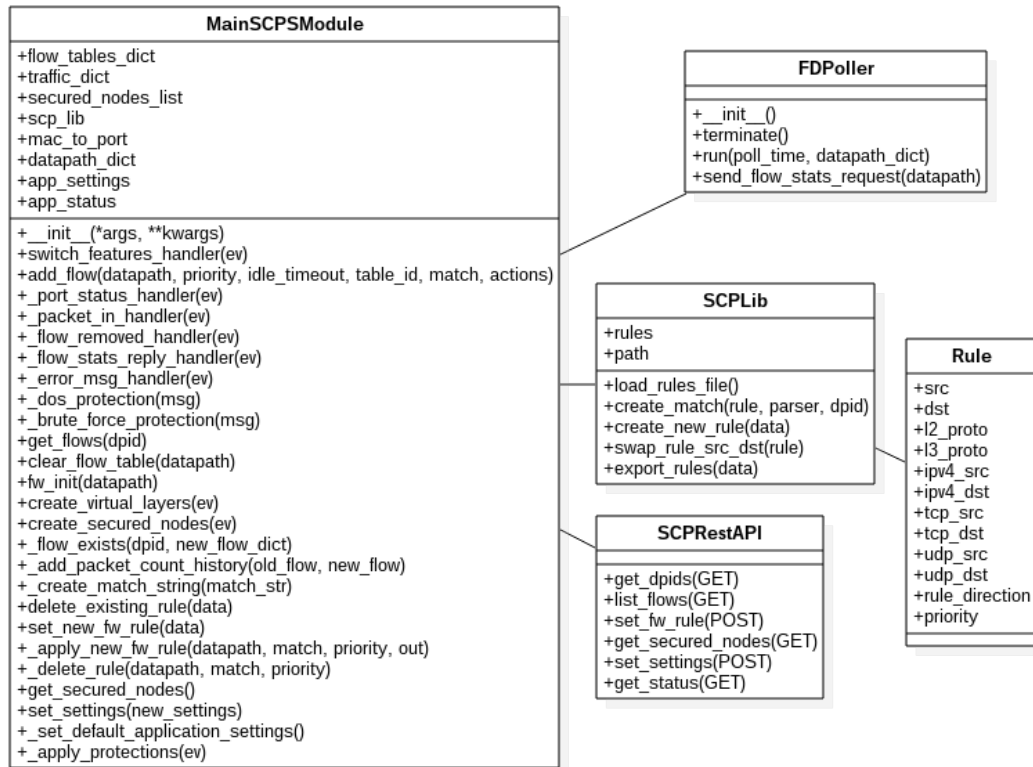 MainSCPSModule
+flow_tables_dict
+traffic_dict
+secured_nodes_list
+scp_lib
+mac_to_port
+datapath_dict
+app_settings
+app_status
+__init__(*args, **kwargs)
+switch_features_handler(ev)
+add_flow(datapath, priority, idle_timeout, table_id, match, actions)
+_port_status_handler(ev)
+_packet_in_handler(ev)
+_flow_removed_handler(ev)
+_flow_stats_reply_handler(ev)
+_error_msg_handler(ev)
+_dos_protection(msg)
+_brute_force_protection(msg)
+get_flows(dpid)
+clear_flow_table(datapath)
+fw_init(datapath)
+create_virtual_layers(ev)
+create_secured_nodes(ev)
+_flow_exists(dpid, new_flow_dict)
+_add_packet_count_history(old_flow, new_flow)
+_create_match_string(match_str)
+delete_existing_rule(data)
+set_new_fw_rule(data)
+_apply_new_fw_rule(datapath, match, priority, out)
+_delete_rule(datapath, match, priority)
+get_secured_nodes()
+set_settings(new_settings)
+_set_default_application_settings()
+_apply_protections(ev)
FDPoller
+__init__()
+terminate()
+run(poll_time, datapath_dict)
+send_flow_stats_request(datapath)
SCPLib
+rules
+path
+load_rules_file()
+create_match(rule, parser, dpid)
+create_new_rule(data)
+swap_rule_src_dst(rule)
+export_rules(data)
SCPRestAPI
+get_dpids(GET)
+list_flows(GET)
+set_fw_rule(POST)
+get_secured_nodes(GET)
+set_settings(POST)
+get_status(GET)
Rule
+src
+dst
+l2_proto
+l3_proto
+ipv4_src
+ipv4_dst
+tcp_src
+tcp_dst
+udp_src
+udp_dst
+rule_direction
+priority